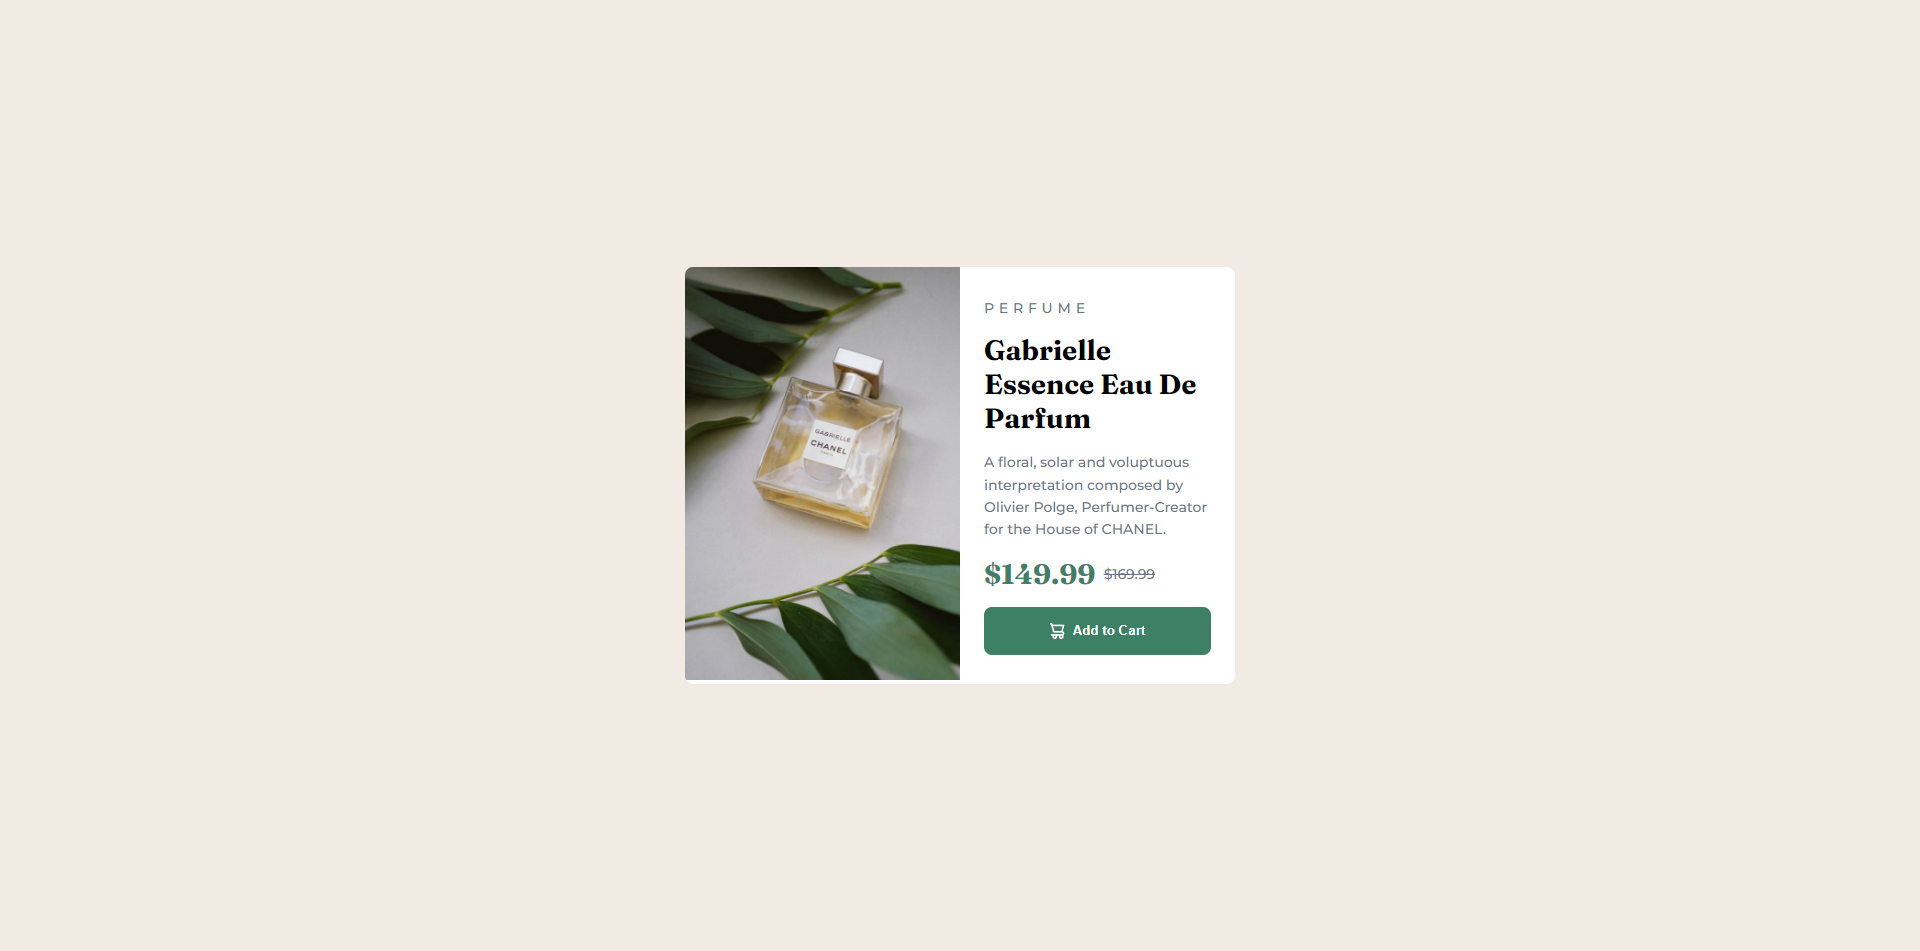 GABRIELLE
CHANEL
PARIS
PERFUME
Gabrielle
Essence Eau De
Parfum
A floral, solar and voluptuous
interpretation composed by
Olivier Polge, Perfumer-Creator
for the House of CHANEL.
$149.99 $169.99
Add to Cart